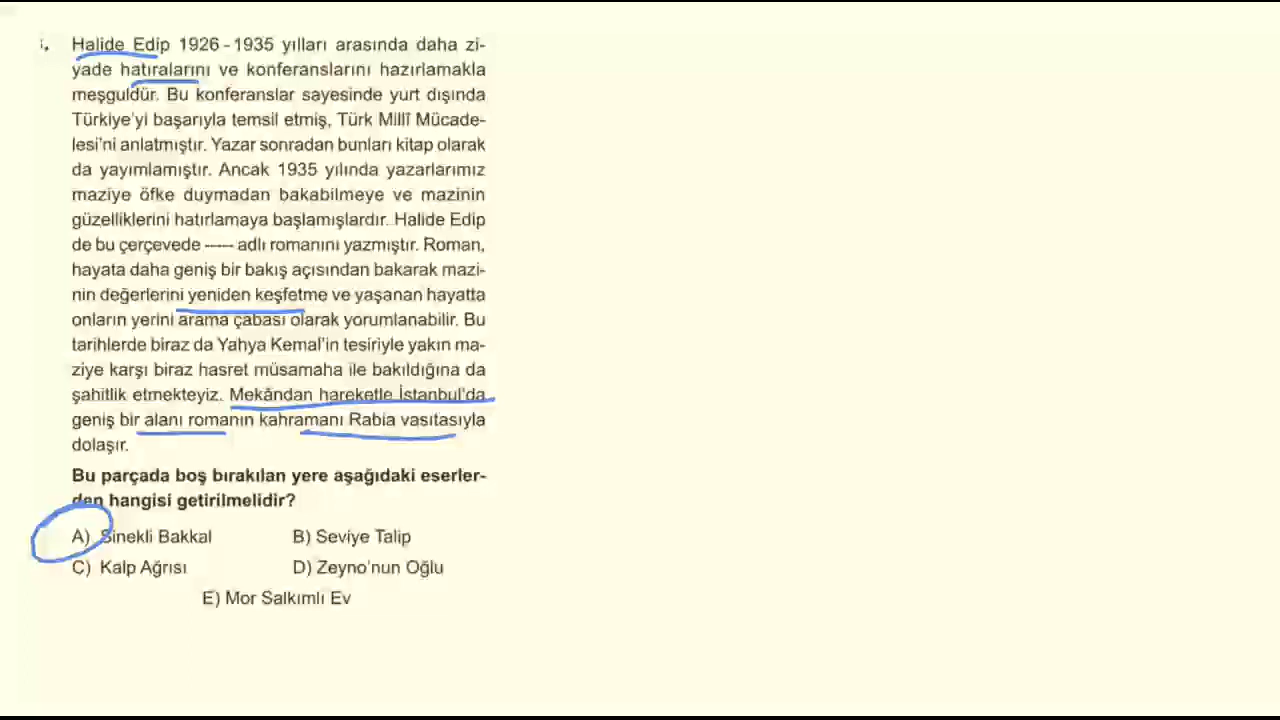 Halide Edip 1926 - 1935 yılları arasında daha zi-
yade hatıralarını ve konferanslarını hazırlamakla
meşguldür. Bu konferanslar sayesinde yurt dışında
Türkiye'yi başarıyla temsil etmiş, Türk Millî Mücade-
lesi'ni anlatmıştır. Yazar sonradan bunları kitap olarak
da yayımlamıştır. Ancak 1935 yılında yazarlarımız
maziye öfke duymadan bakabilmeye ve mazinin
güzelliklerini hatırlamaya başlamışlardır. Halide Edip
de bu çerçevede ----- adlı romanını yazmıştır. Roman,
hayata daha geniş bir bakış açısından bakarak mazi-
nin değerlerini yeniden keşfetme ve yaşanan hayatta
onların yerini arama çabası olarak yorumlanabilir. Bu
tarihlerde biraz da Yahya Kemal'in tesiriyle yakın ma-
ziye karşı biraz hasret müsamaha ile bakıldığına da
şahitlik etmekteyiz. Mekândan hareketle İstanbul'da
geniş bir alanı romanın kahramanı Rabia vasıtasıyla
dolaşır.
Bu parçada boş bırakılan yere aşağıdaki eserler-
den hangisi getirilmelidir?
A) Sinekli Bakkal B) Seviye Talip
C) Kalp Ağrısı D) Zeyno'nun Oğlu
E) Mor Salkımlı Ev